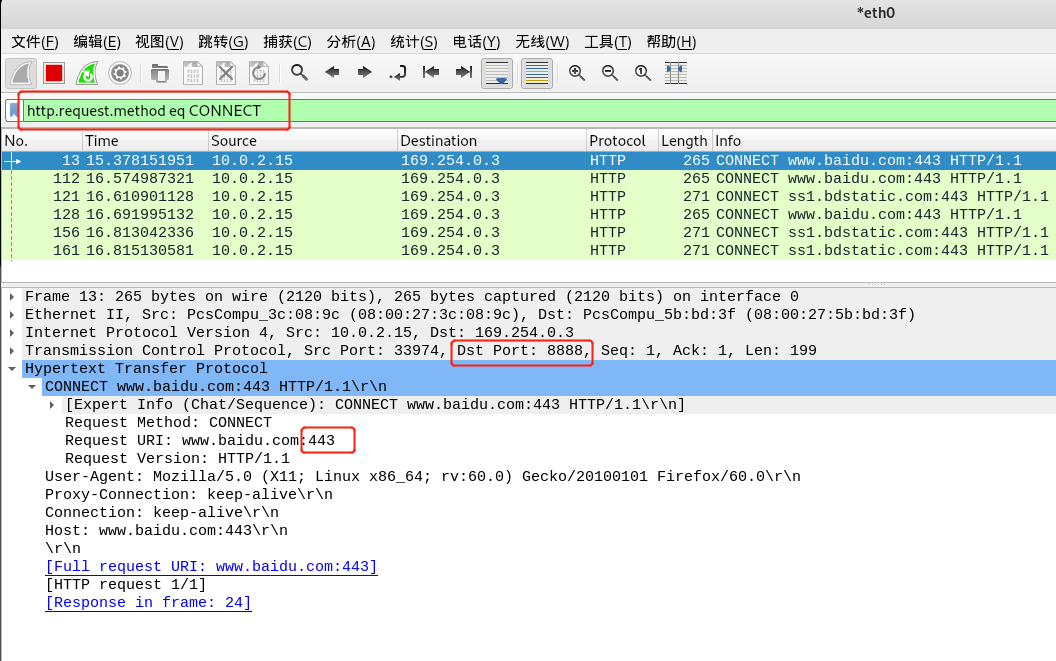 *eth0
文件(F) 编辑(E) 视图(V) 跳转(G) 捕获(C) 分析(A) 统计(S) 电话(Y) 无线(W) 工具(T) 帮助(H)
http.request.method eq CONNECT
No. Time Source Destination Protocol Length Info
13 15.378151951 10.0.2.15 169.254.0.3 HTTP 265 CONNECT www.baidu.com:443 HTTP/1.1
112 16.574987321 10.0.2.15 169.254.0.3 HTTP 265 CONNECT www.baidu.com:443 HTTP/1.1
121 16.610901128 10.0.2.15 169.254.0.3 HTTP 271 CONNECT ss1.bdstatic.com:443 HTTP/1.1
128 16.691995132 10.0.2.15 169.254.0.3 HTTP 265 CONNECT www.baidu.com:443 HTTP/1.1
156 16.813042336 10.0.2.15 169.254.0.3 HTTP 271 CONNECT ss1.bdstatic.com:443 HTTP/1.1
161 16.815130581 10.0.2.15 169.254.0.3 HTTP 271 CONNECT ss1.bdstatic.com:443 HTTP/1.1
Frame 13: 265 bytes on wire (2120 bits), 265 bytes captured (2120 bits) on interface 0
Ethernet II, Src: PcsCompu_3c:08:9c (08:00:27:3c:08:9c), Dst: PcsCompu_5b:bd:3f (08:00:27:5b:bd:3f)
Internet Protocol Version 4, Src: 10.0.2.15, Dst: 169.254.0.3
Transmission Control Protocol, Src Port: 33974, Dst Port: 8888, Seq: 1, Ack: 1, Len: 199
Hypertext Transfer Protocol
CONNECT www.baidu.com:443 HTTP/1.1\r\n
[Expert Info (Chat/Sequence): CONNECT www.baidu.com:443 HTTP/1.1\r\n]
Request Method: CONNECT
Request URI: www.baidu.com:443
Request Version: HTTP/1.1
User-Agent: Mozilla/5.0 (X11; Linux x86_64; rv:60.0) Gecko/20100101 Firefox/60.0\r\n
Proxy-Connection: keep-alive\r\n
Connection: keep-alive\r\n
Host: www.baidu.com:443\r\n
\r\n
[Full request URI: www.baidu.com:443]
[HTTP request 1/1]
[Response in frame: 24]